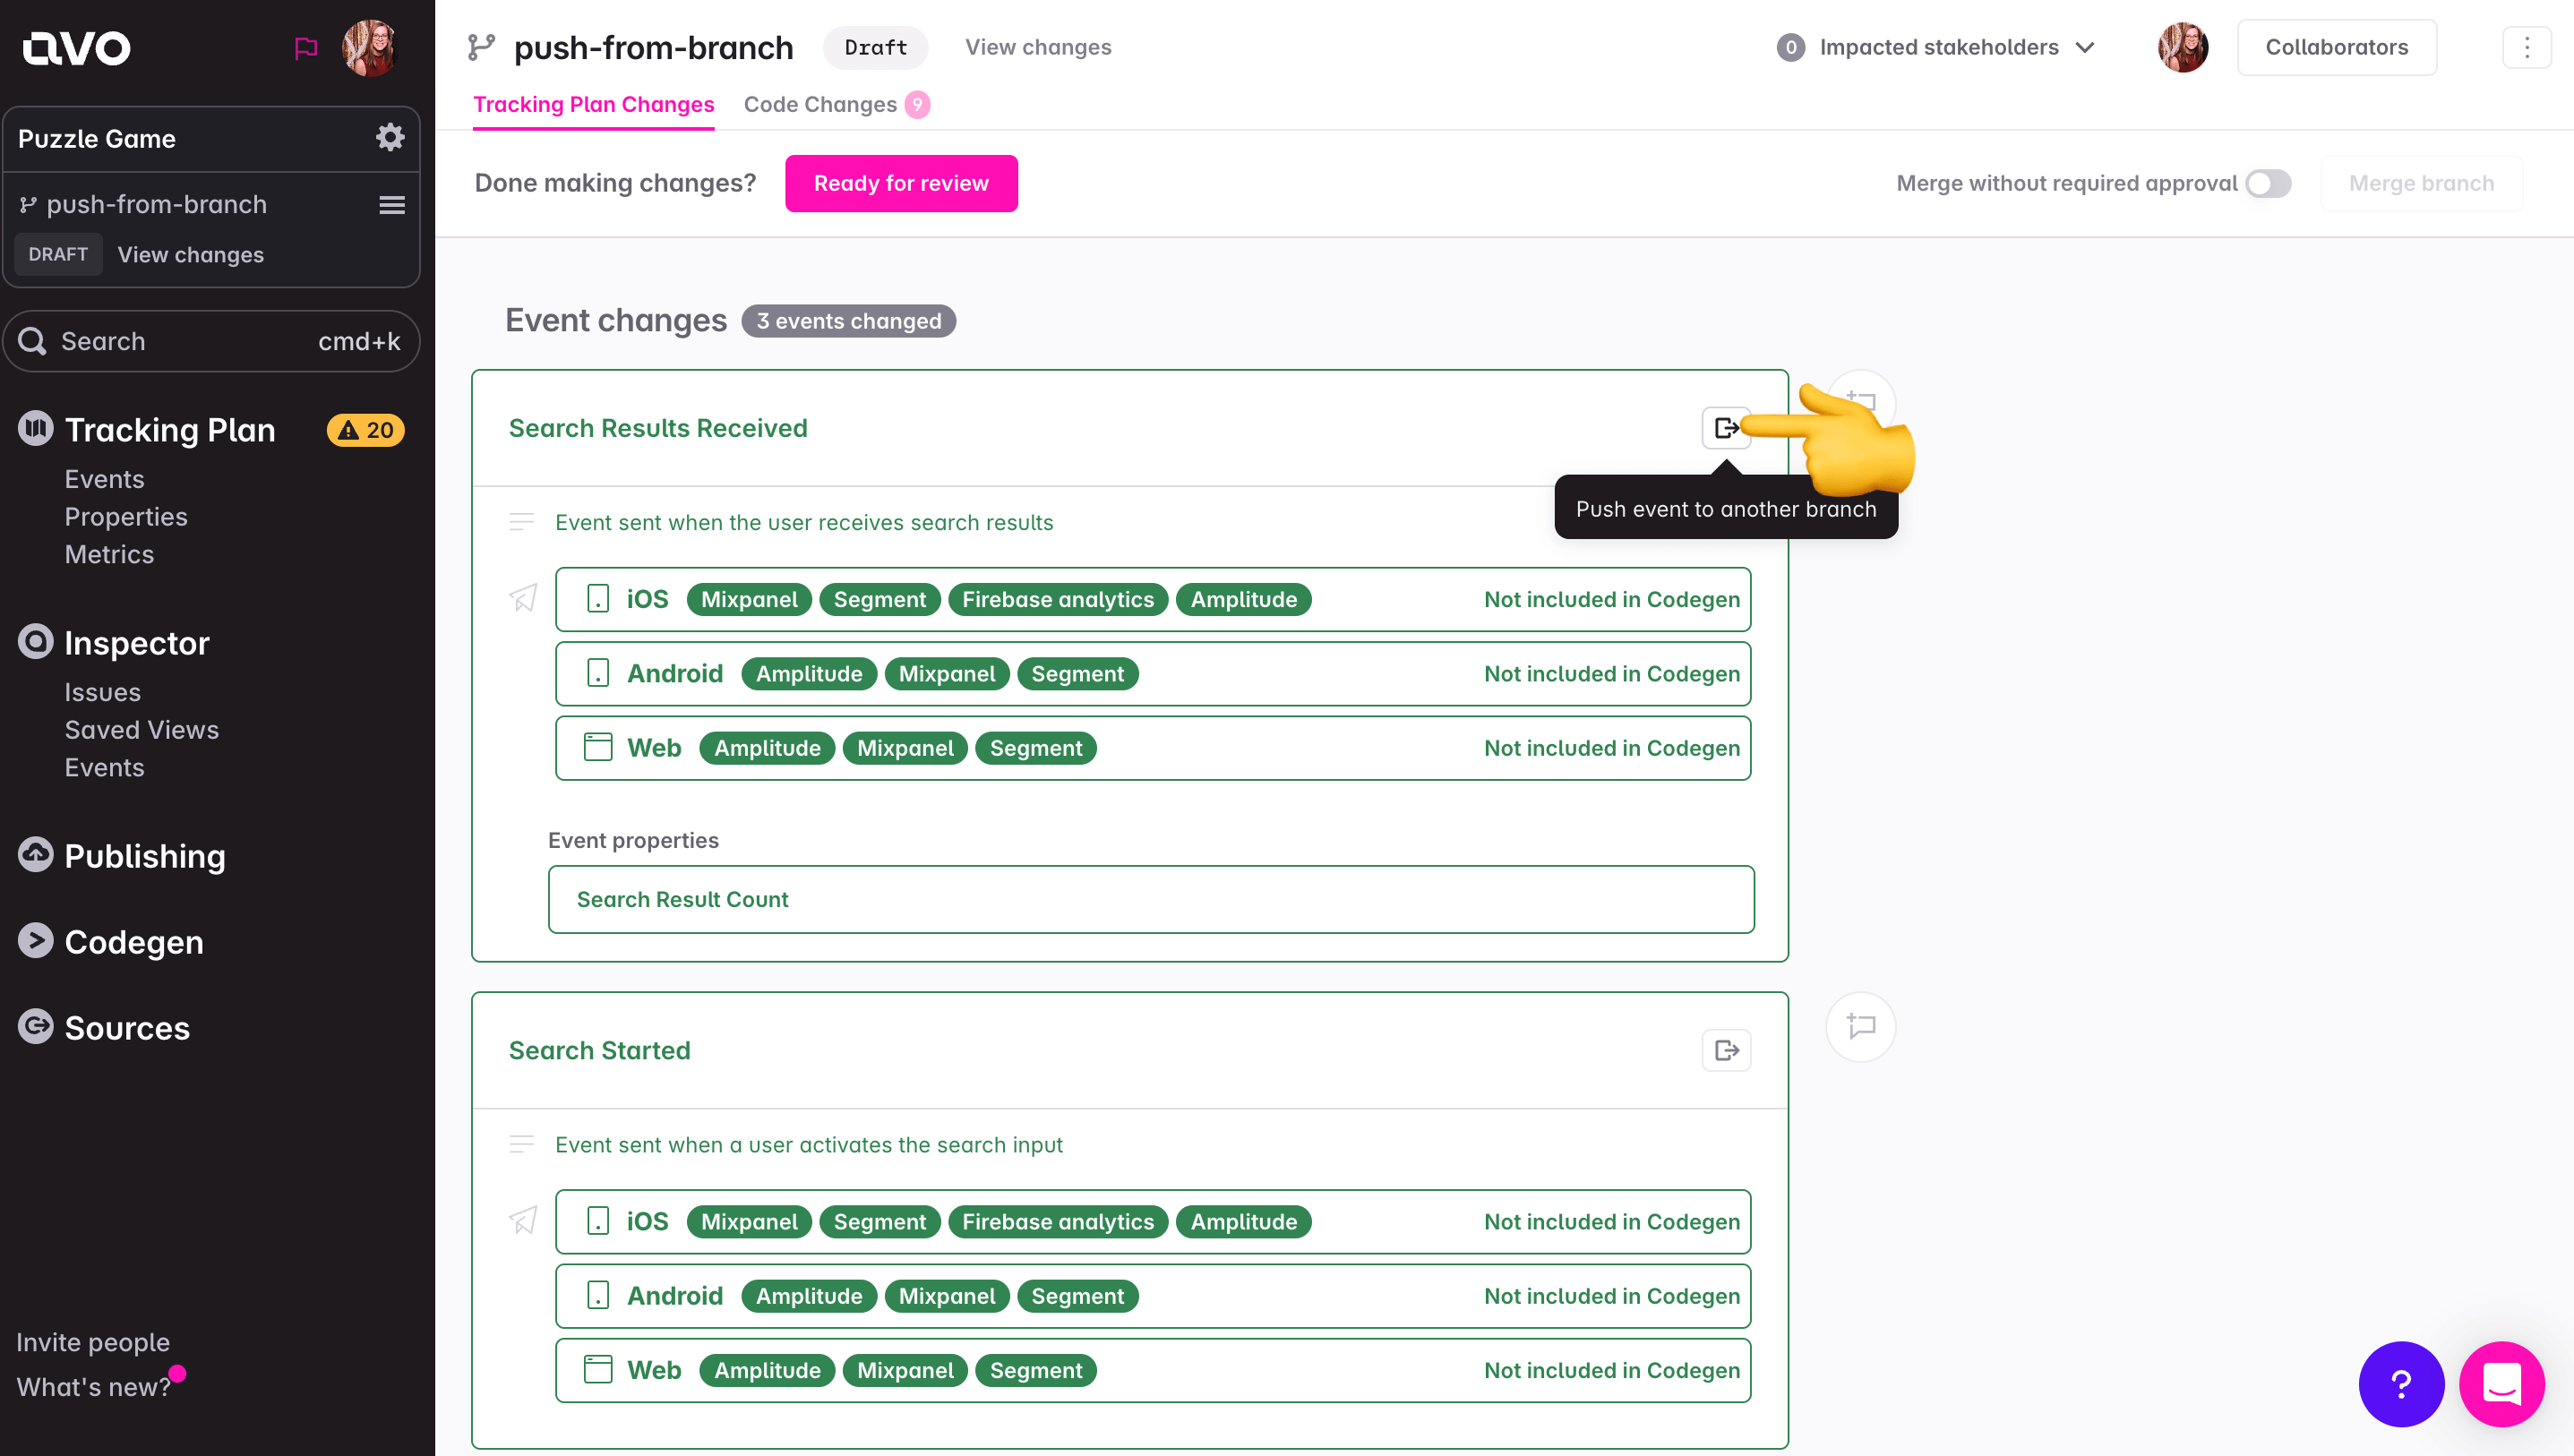 avo
Puzzle Game
push-from-branch
DRAFT View changes
Search cmd+k
Tracking Plan 20
Events
Properties
Metrics
Inspector
Issues
Saved Views
Events
Publishing
Codegen
Sources
Invite people
What's new?
push-from-branch Draft View changes 0 Impacted stakeholders Collaborators
Tracking Plan Changes Code Changes 9
Done making changes? Ready for review Merge without required approval Merge branch
Event changes 3 events changed
Search Results Received
Push event to another branch
Event sent when the user receives search results
iOS Mixpanel Segment Firebase analytics Amplitude Not included in Codegen
Android Amplitude Mixpanel Segment Not included in Codegen
Web Amplitude Mixpanel Segment Not included in Codegen
Event properties
Search Result Count
Search Started
Event sent when a user activates the search input
iOS Mixpanel Segment Firebase analytics Amplitude Not included in Codegen
Android Amplitude Mixpanel Segment Not included in Codegen
Web Amplitude Mixpanel Segment Not included in Codegen
?